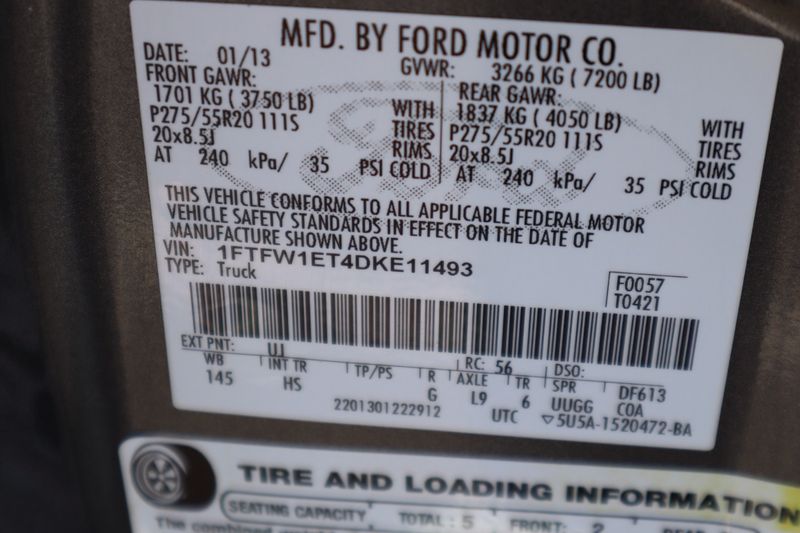 MFD. BY FORD MOTOR CO.
DATE: 01/13 GVWR: 3266 KG ( 7200 LB)
FRONT GAWR: REAR GAWR:
1701 KG ( 3750 LB) WITH 1837 KG ( 4050 LB) WITH
P275/55R20 111S TIRES P275/55R20 111S TIRES
20x8.5J RIMS 20x8.5J RIMS
AT 240 kPa/ 35 PSI COLD AT 240 kPa/ 35 PSI COLD
THIS VEHICLE CONFORMS TO ALL APPLICABLE FEDERAL MOTOR
VEHICLE SAFETY STANDARDS IN EFFECT ON THE DATE OF
MANUFACTURE SHOWN ABOVE.
VIN: 1FTFW1ET4DKE11493
TYPE: Truck
F0057
T0421
EXT PNT: UJ RC: 56 DSO:
WB INT TR TP/PS R AXLE TR SPR DF613
145 HS G L9 6 UUGG COA
2201301222912 UTC ▽5U5A-1520472-BA
TIRE AND LOADING INFORMATION
SEATING CAPACITY TOTAL: 5 FRONT: 2
The combined